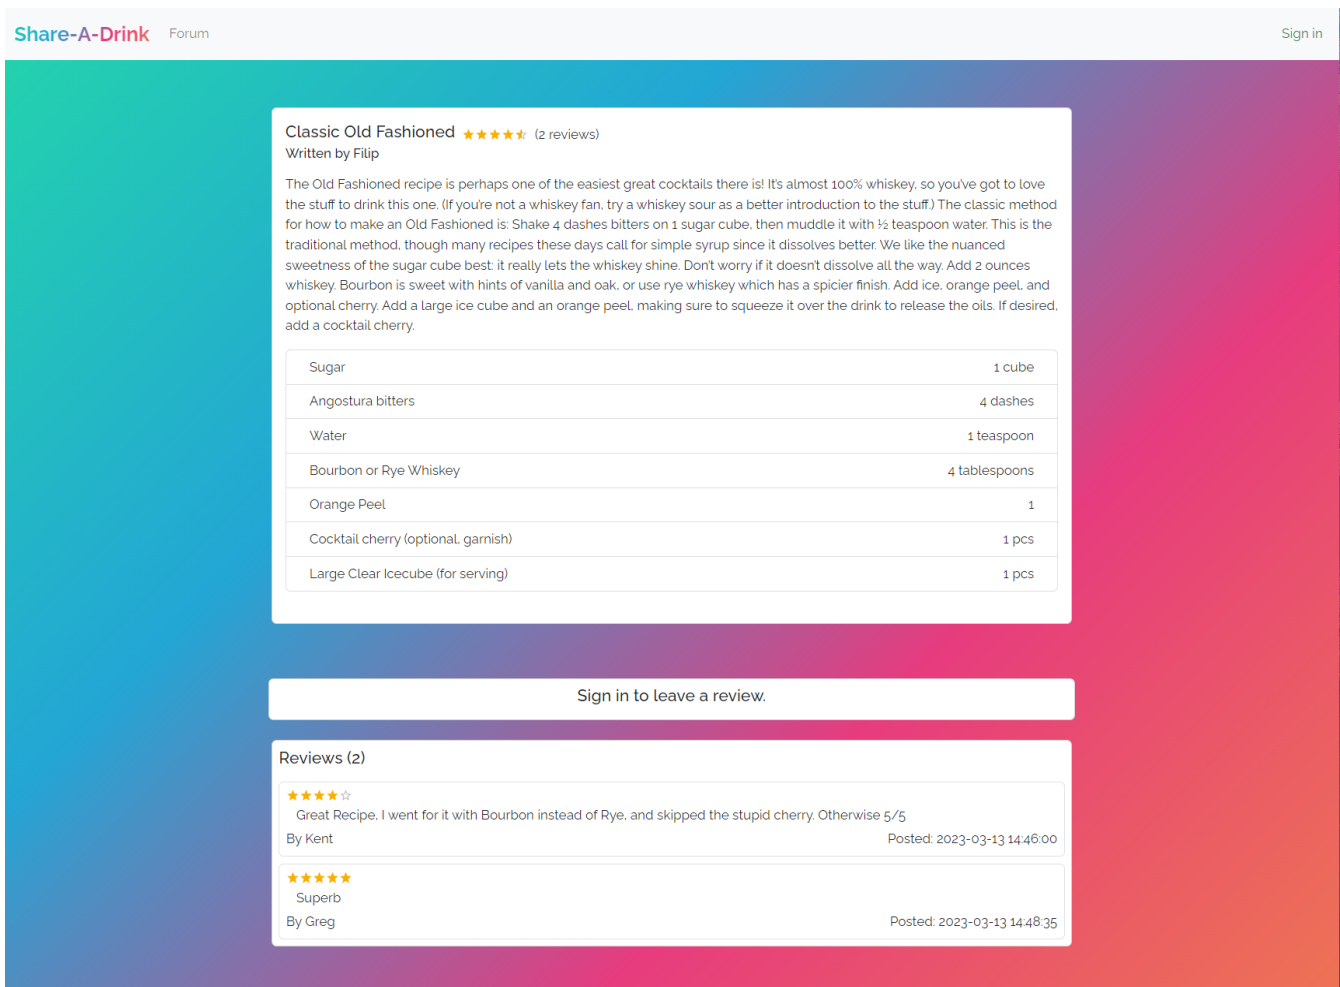 Share-A-Drink Forum Sign in
Classic Old Fashioned (2 reviews)
Written by Filip
The Old Fashioned recipe is perhaps one of the easiest great cocktails there is! It's almost 100% whiskey, so you've got to love
the stuff to drink this one. (If you're not a whiskey fan, try a whiskey sour as a better introduction to the stuff.) The classic method
for how to make an Old Fashioned is: Shake 4 dashes bitters on 1 sugar cube, then muddle it with ½ teaspoon water. This is the
traditional method, though many recipes these days call for simple syrup since it dissolves better. We like the nuanced
sweetness of the sugar cube best: it really lets the whiskey shine. Don't worry if it doesn't dissolve all the way. Add 2 ounces
whiskey. Bourbon is sweet with hints of vanilla and oak, or use rye whiskey which has a spicier finish. Add ice, orange peel, and
optional cherry. Add a large ice cube and an orange peel, making sure to squeeze it over the drink to release the oils. If desired,
add a cocktail cherry.
Sugar 1 cube
Angostura bitters 4 dashes
Water 1 teaspoon
Bourbon or Rye Whiskey 4 tablespoons
Orange Peel 1
Cocktail cherry (optional, garnish) 1 pcs
Large Clear Icecube (for serving) 1 pcs
Sign in to leave a review.
Reviews (2)
Great Recipe, I went for it with Bourbon instead of Rye, and skipped the stupid cherry. Otherwise 5/5
By Kent Posted: 2023-03-13 14:46:00
Superb
By Greg Posted: 2023-03-13 14:48:35